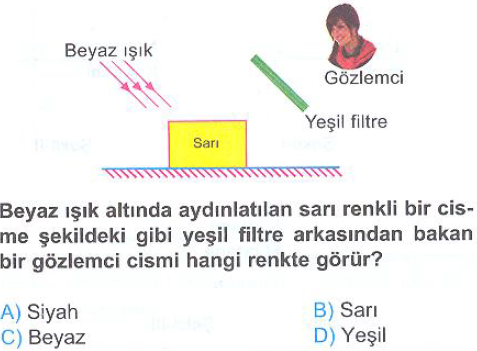 Beyaz ışık
Gözlemci
Yeşil filtre
Sarı
Beyaz ışık altında aydınlatılan sarı renkli bir cis-
me şekildeki gibi yeşil filtre arkasından bakan
bir gözlemci cismi hangi renkte görür?
A) Siyah
B) Sarı
C) Beyaz
D) Yeşil